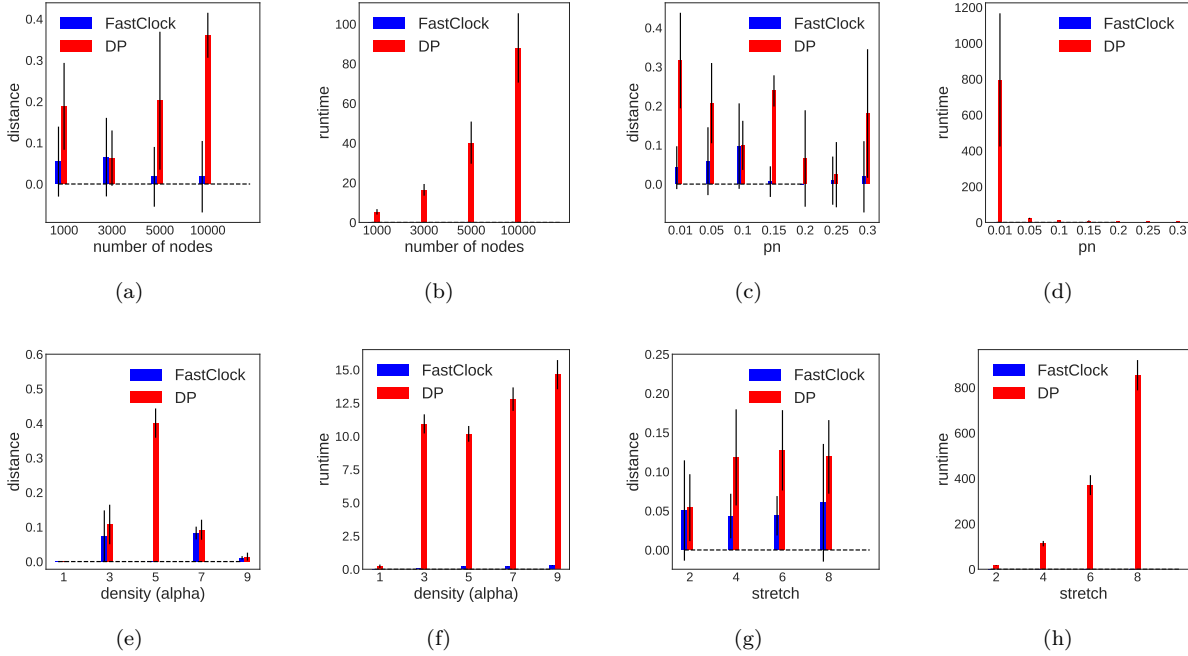 FastClock
DP
distance
0.4
0.3
0.2
0.1
0.0
1000 3000 5000 10000
number of nodes
(a)
FastClock
DP
runtime
100
80
60
40
20
0
1000 3000 5000 10000
number of nodes
(b)
FastClock
DP
distance
0.4
0.3
0.2
0.1
0.0
0.01 0.05 0.1 0.15 0.2 0.25 0.3
pn
(c)
FastClock
DP
runtime
1200
1000
800
600
400
200
0
0.01 0.05 0.1 0.15 0.2 0.25 0.3
pn
(d)
FastClock
DP
distance
0.6
0.5
0.4
0.3
0.2
0.1
0.0
1 3 5 7 9
density (alpha)
(e)
FastClock
DP
runtime
15.0
12.5
10.0
7.5
5.0
2.5
0.0
1 3 5 7 9
density (alpha)
(f)
FastClock
DP
distance
0.25
0.20
0.15
0.10
0.05
0.00
2 4 6 8
stretch
(g)
FastClock
DP
runtime
800
600
400
200
0
2 4 6 8
stretch
(h)